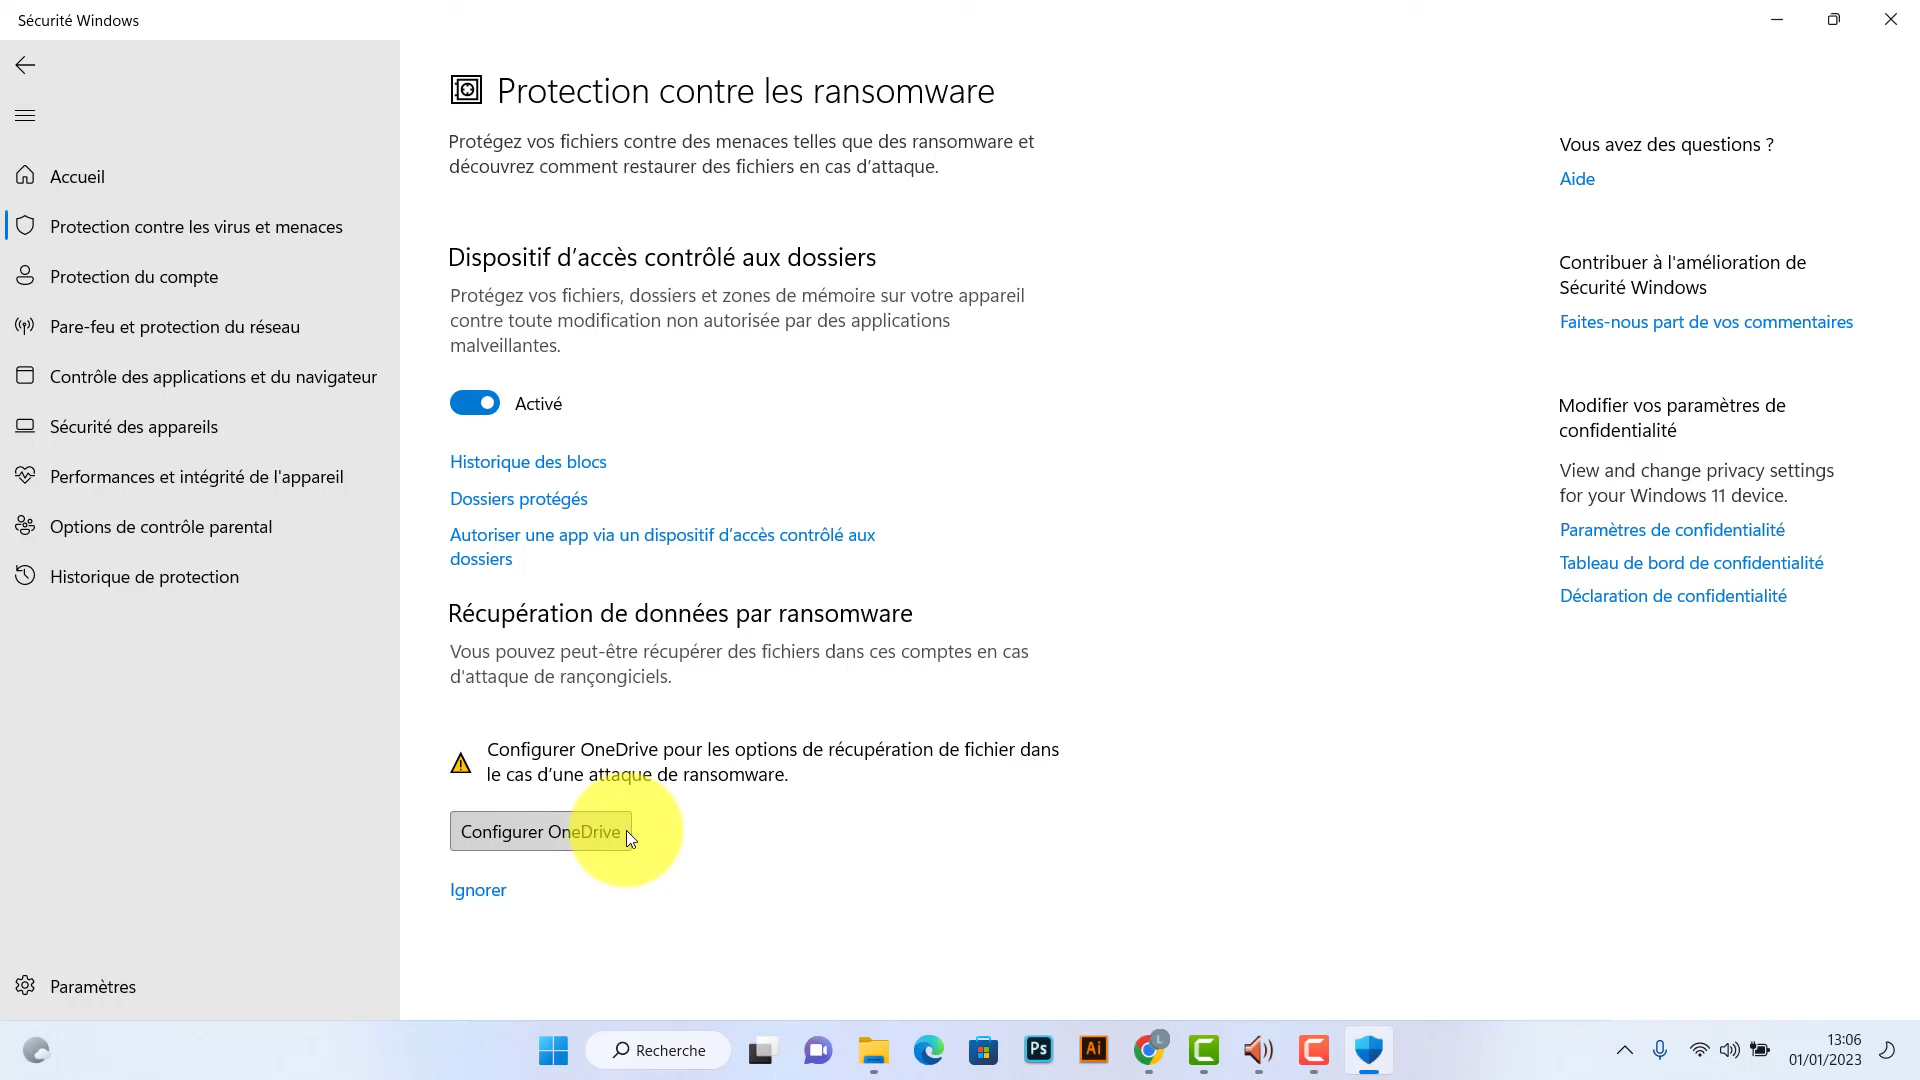 Sécurité Windows
Accueil
Protection contre les virus et menaces
Protection du compte
Pare-feu et protection du réseau
Contrôle des applications et du navigateur
Sécurité des appareils
Performances et intégrité de l'appareil
Options de contrôle parental
Historique de protection
Paramètres
Protection contre les ransomware
Protégez vos fichiers contre des menaces telles que des ransomware et
découvrez comment restaurer des fichiers en cas d’attaque.
Dispositif d’accès contrôlé aux dossiers
Protégez vos fichiers, dossiers et zones de mémoire sur votre appareil
contre toute modification non autorisée par des applications
malveillantes.
Activé
Historique des blocs
Dossiers protégés
Autoriser une app via un dispositif d’accès contrôlé aux
dossiers
Récupération de données par ransomware
Vous pouvez peut-être récupérer des fichiers dans ces comptes en cas
d'attaque de rançongiciels.
Configurer OneDrive pour les options de récupération de fichier dans
le cas d’une attaque de ransomware.
Configurer OneDrive
Ignorer
Vous avez des questions ?
Aide
Contribuer à l'amélioration de
Sécurité Windows
Faites-nous part de vos commentaires
Modifier vos paramètres de
confidentialité
View and change privacy settings
for your Windows 11 device.
Paramètres de confidentialité
Tableau de bord de confidentialité
Déclaration de confidentialité
Recherche
Ps
Ai
L
13:06
01/01/2023